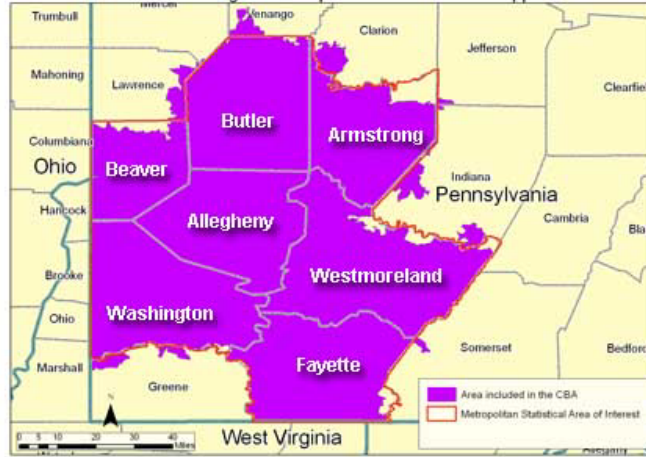 Trumbull
Mercer
Venango
Clarion
Jefferson
Mahoning
Lawrence
Clearfield
Butler
Armstrong
Columbiana
Ohio
Beaver
Indiana
Pennsylvania
Hancock
Allegheny
Cambria
Westmoreland
Brooke
Washington
Ohio
Somerset
Bedford
Marshall
Fayette
Greene
Area included in the CBA
Metropolitan Statistical Area of Interest
N
0 5 10 20 30 40
Miles
West Virginia